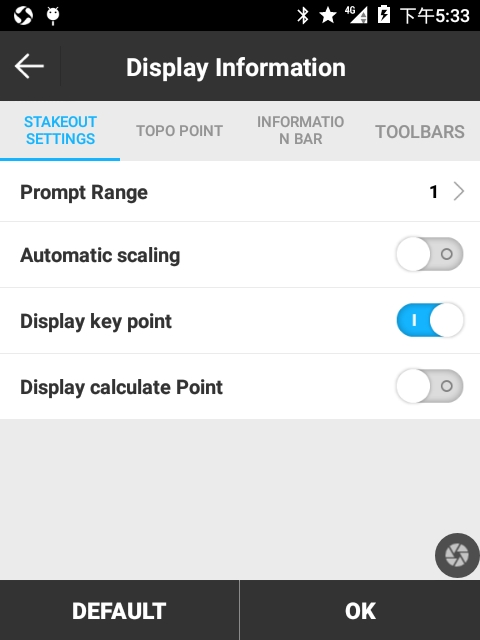 4G 下午5:33
Display Information
STAKEOUT
SETTINGS
TOPO POINT
INFORMATIO
N BAR
TOOLBARS
Prompt Range 1
Automatic scaling
Display key point
Display calculate Point
DEFAULT OK